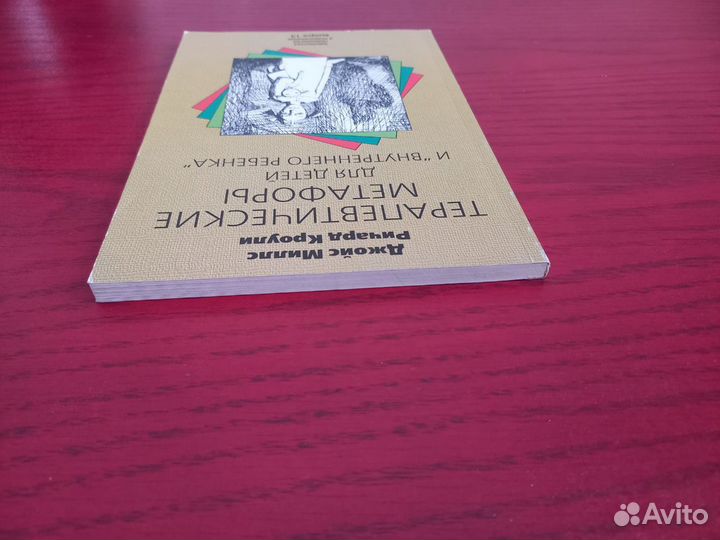 Джойс Миллс
Ричард Кроули
ТЕРАПЕВТИЧЕСКИЕ
МЕТАФОРЫ
ДЛЯ ДЕТЕЙ
И "ВНУТРЕННЕГО РЕБЕНКА"
Avito